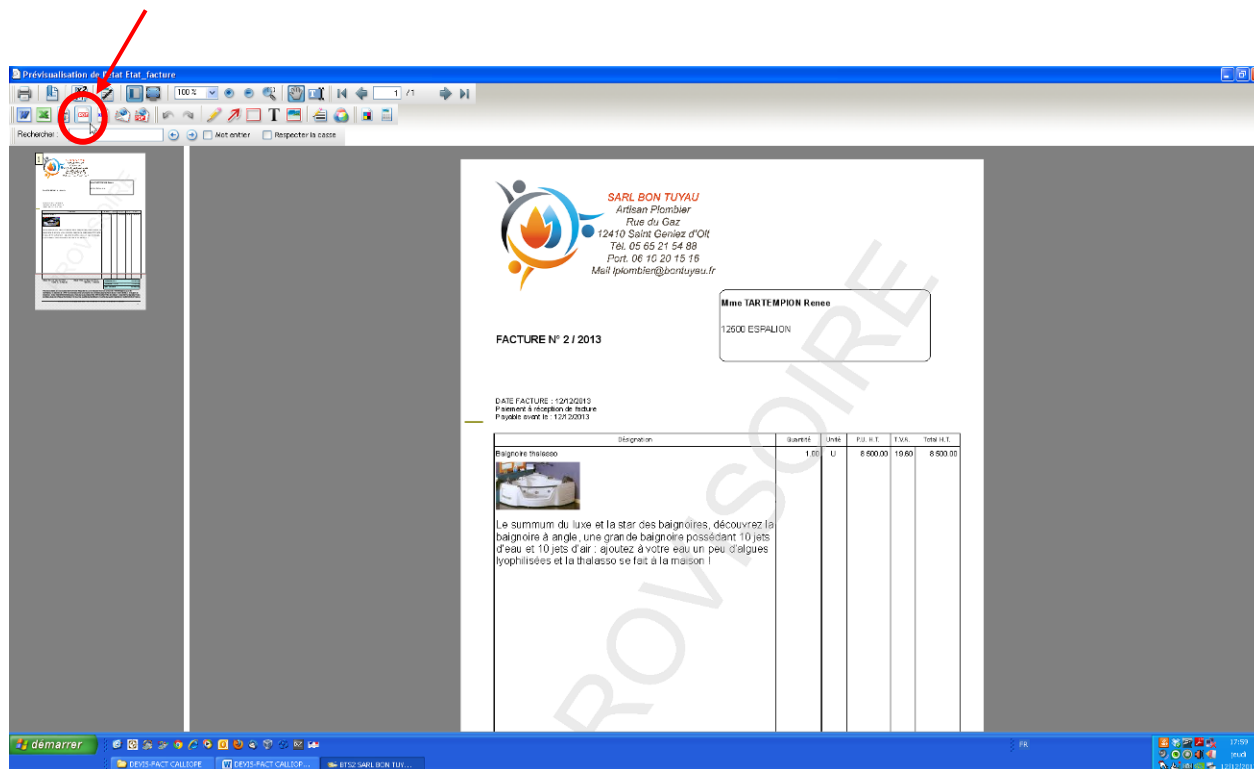 Prévisualisation de l'état Etat_facture
100 %
1 /1
Rechercher :
Mot entier
Respecter la casse
1
SARL BON TUYAU
Artisan Plombier
Rue du Gaz
12410 Saint Geniez d'Olt
Tél. 05 65 21 54 88
Port. 06 10 20 15 16
Mail lplombier@bontuyau.fr
Mme TARTEMPION Renee
12500 ESPALION
FACTURE N° 2 / 2013
DATE FACTURE : 12/12/2013
Paiement à réception de facture
Payable avant le : 12/12/2013
Désignation Quantité Unité P.U. H.T. T.V.A. Total H.T.
Baignoire thalasso 1.00 U 8 500.00 19.60 8 500.00
Le summum du luxe et la star des baignoires, découvrez la
baignoire à angle, une grande baignoire possédant 10 jets
d'eau et 10 jets d'air : ajoutez à votre eau un peu d'algues
lyophilisées et la thalasso se fait à la maison !
ROVISOIRE
démarrer
FR
17:59
jeudi
DEVIS-FACT CALLIOPE
DEVIS-FACT CALLIOP...
BTS2 SARL BON TUY...